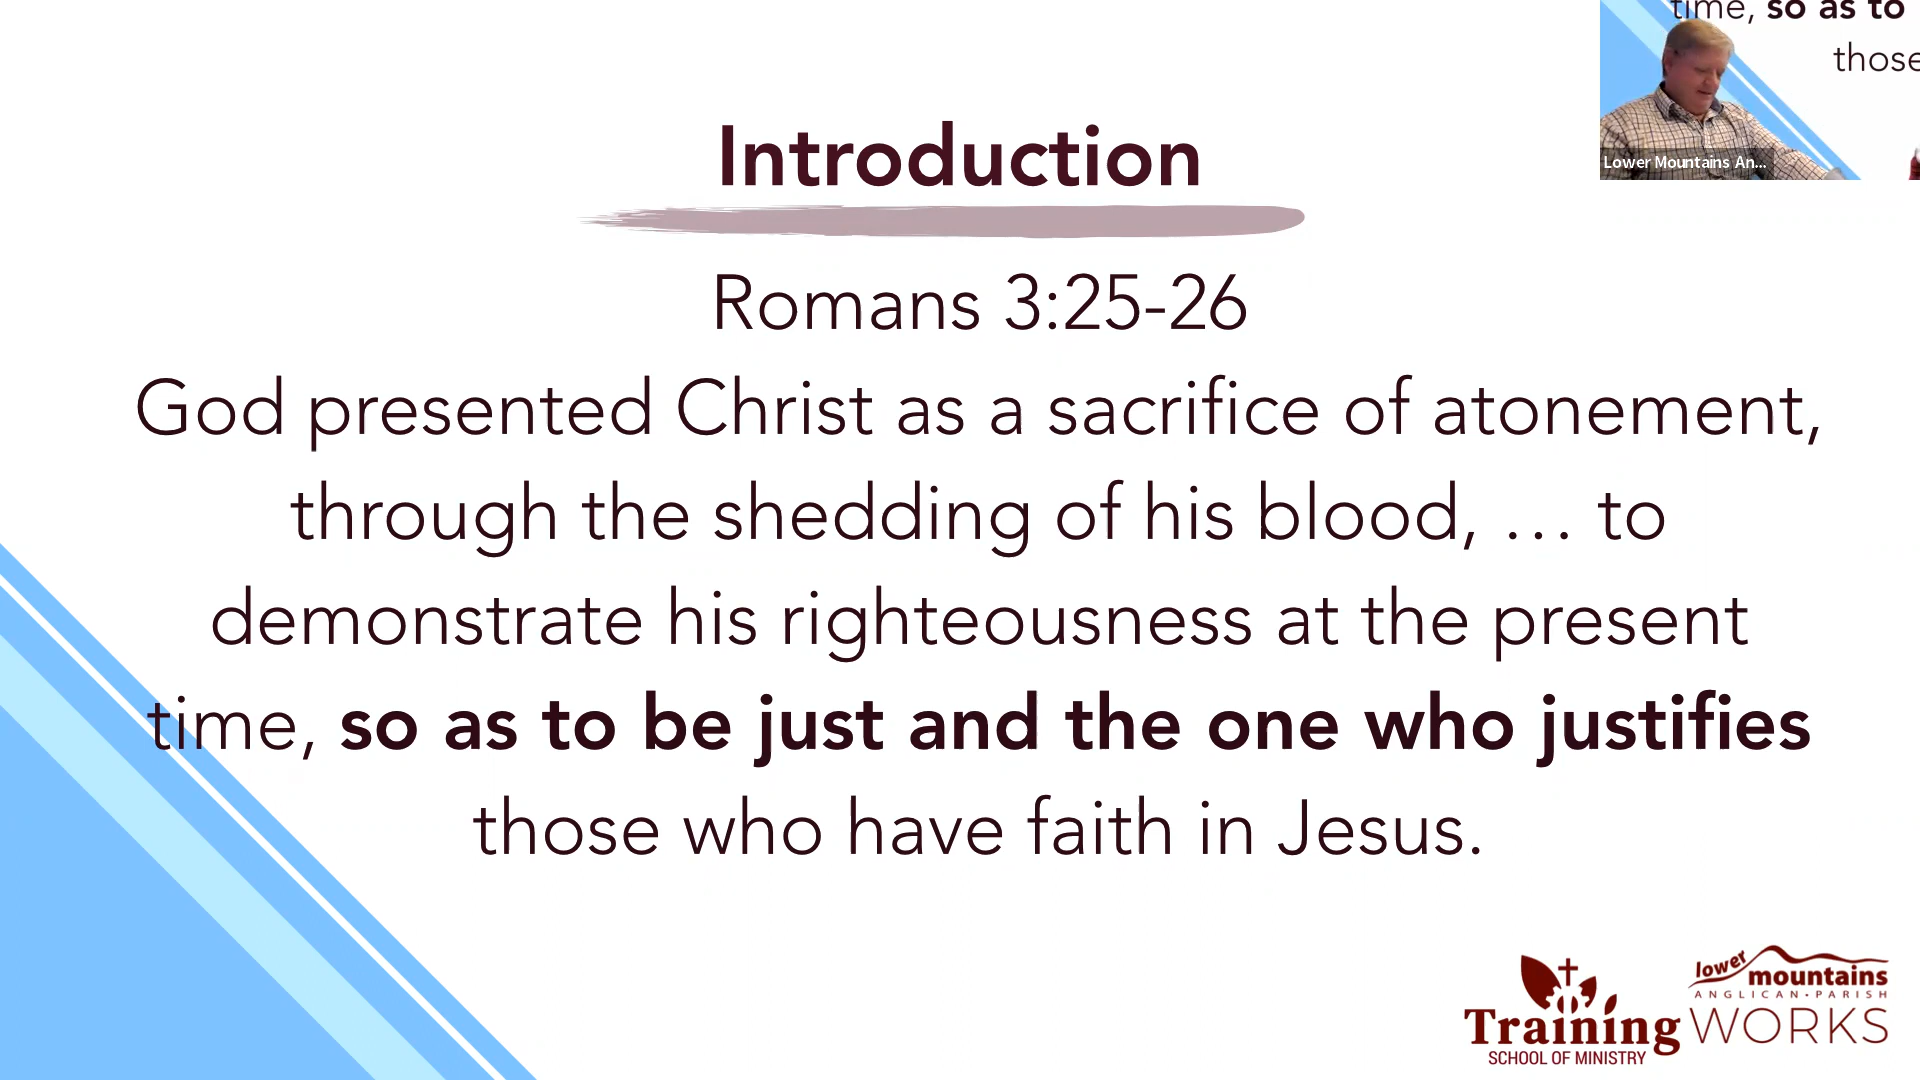 time, so as to
those
Lower Mountains An...
Introduction
Romans 3:25-26
God presented Christ as a sacrifice of atonement,
through the shedding of his blood, … to
demonstrate his righteousness at the present
time, so as to be just and the one who justifies
those who have faith in Jesus.
Training
SCHOOL OF MINISTRY
lower
mountains
ANGLICAN•PARISH
WORKS